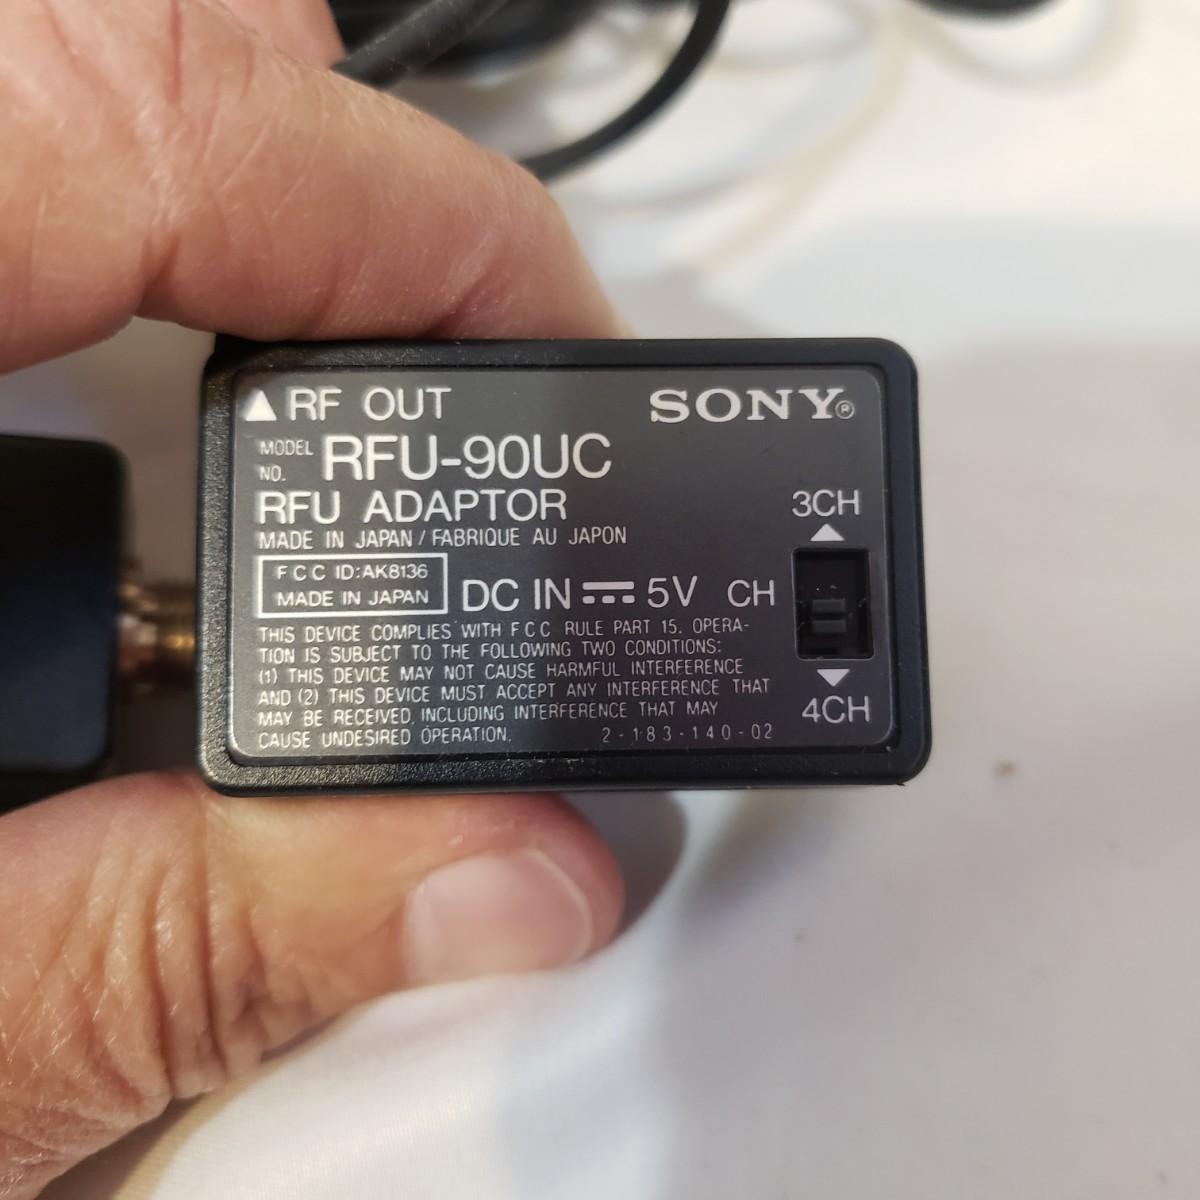 ▲RF OUT SONY®
MODEL NO. RFU-90UC
RFU ADAPTOR
3CH
MADE IN JAPAN/FABRIQUE AU JAPON
FCC ID:AK8136
MADE IN JAPAN
DC IN 5V CH
THIS DEVICE COMPLIES WITH FCC RULE PART 15. OPERA-
TION IS SUBJECT TO THE FOLLOWING TWO CONDITIONS:
(1) THIS DEVICE MAY NOT CAUSE HARMFUL INTERFERENCE
AND (2) THIS DEVICE MUST ACCEPT ANY INTERFERENCE THAT
MAY BE RECEIVED, INCLUDING INTERFERENCE THAT MAY
CAUSE UNDESIRED OPERATION.
2-183-140-02
4CH